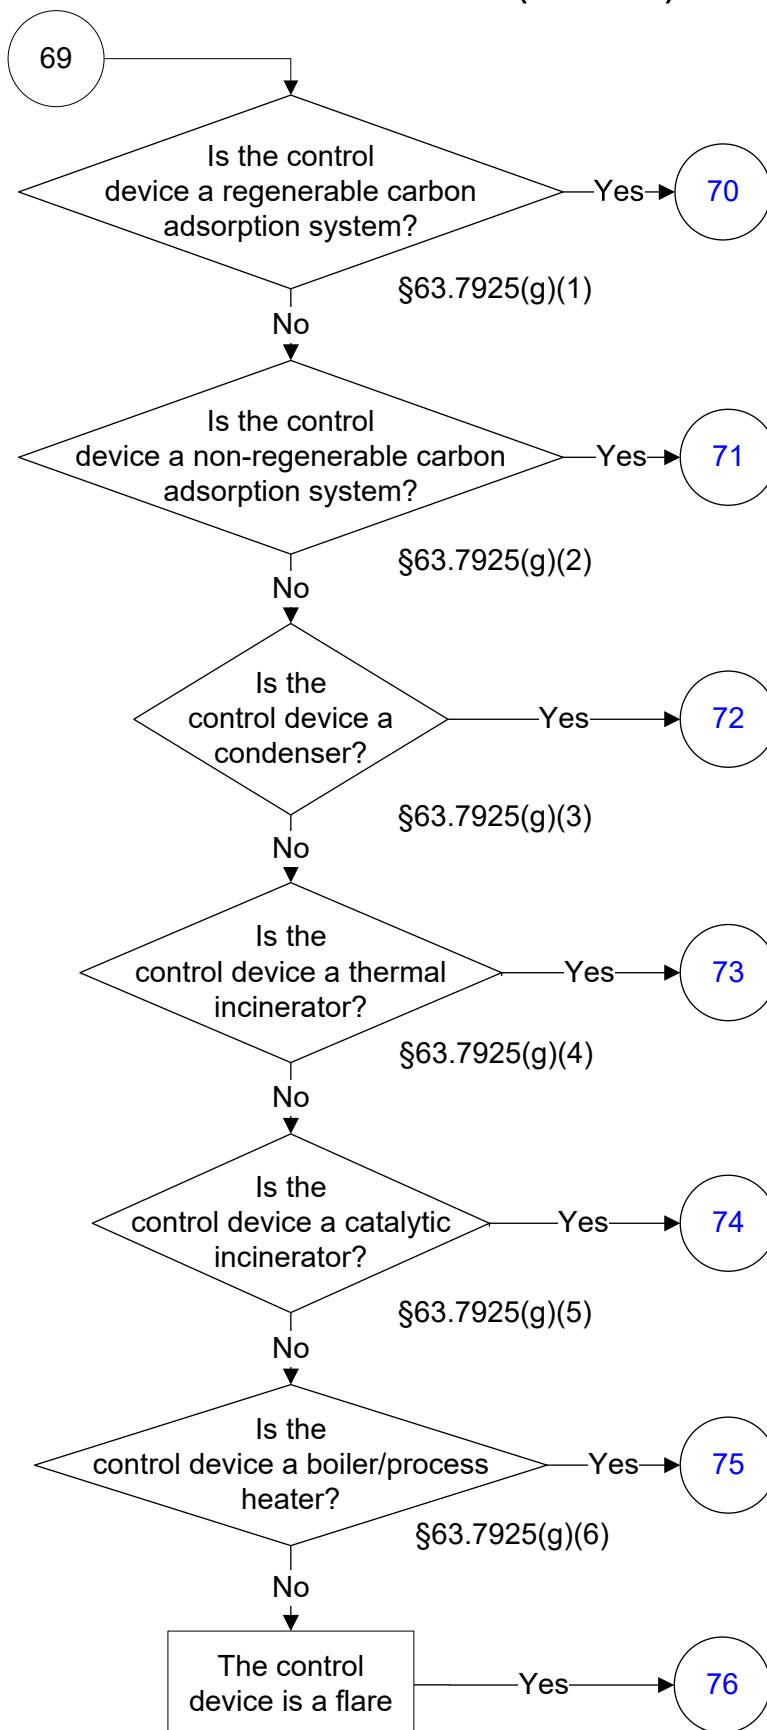 69
Is the control
device a regenerable carbon
adsorption system?
Yes
70
§63.7925(g)(1)
No
Is the control
device a non-regenerable carbon
adsorption system?
Yes
71
§63.7925(g)(2)
No
Is the
control device a
condenser?
Yes
72
§63.7925(g)(3)
No
Is the
control device a thermal
incinerator?
Yes
73
§63.7925(g)(4)
No
Is the
control device a catalytic
incinerator?
Yes
74
§63.7925(g)(5)
No
Is the
control device a boiler/process
heater?
Yes
75
§63.7925(g)(6)
No
The control
device is a flare
Yes
76